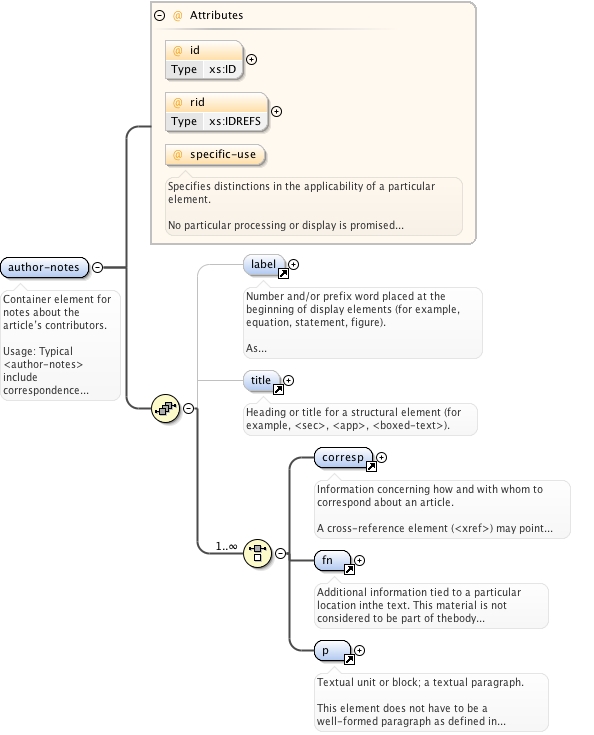 Attributes
@ id
Type xs:ID
@ rid
Type xs:IDREFS
@ specific-use
Specifies distinctions in the applicability of a particular
element.
No particular processing or display is promised...
author-notes
Container element for
notes about the
article's contributors.
Usage: Typical
<author-notes>
include
correspondence...
label
Number and/or prefix word placed at the
beginning of display elements (for example,
equation, statement, figure).
As...
title
Heading or title for a structural element (for
example, <sec>, <app>, <boxed-text>).
1..∞
corresp
Information concerning how and with whom to
correspond about an article.
A cross-reference element (<xref>) may point...
fn
Additional information tied to a particular
location inthe text. This material is not
considered to be part of thebody...
p
Textual unit or block; a textual paragraph.
This element does not have to be a
well-formed paragraph as defined in...